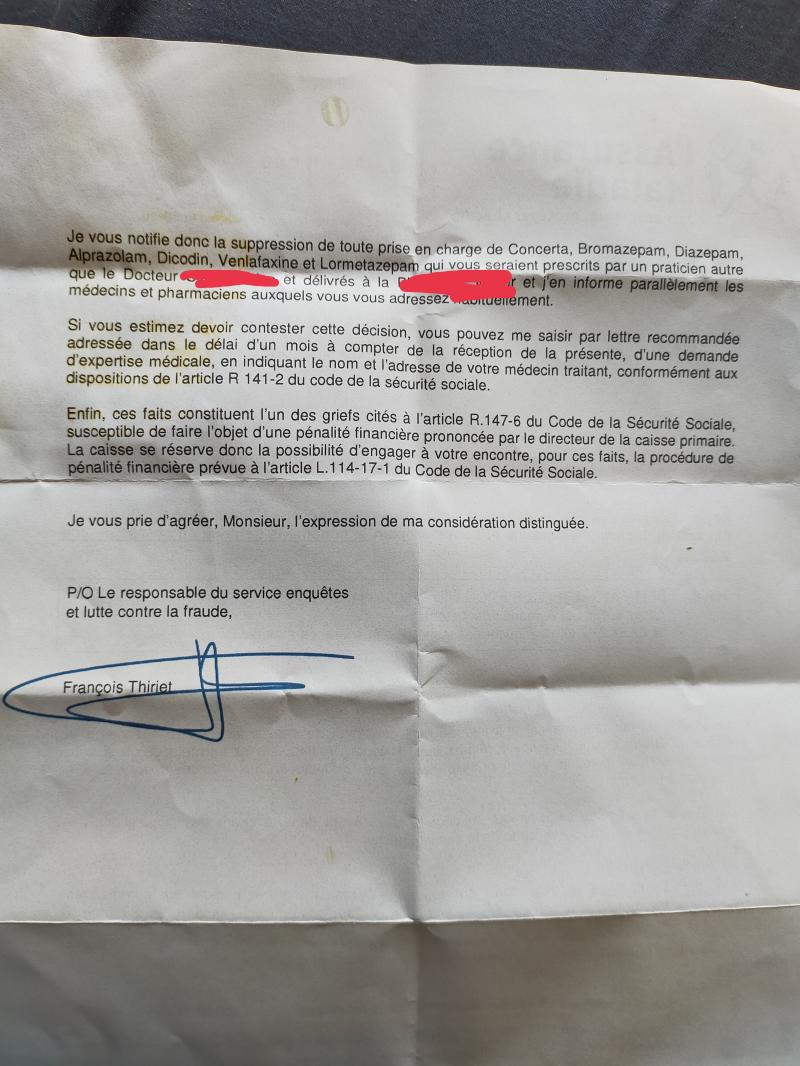 Je vous notifie donc la suppression de toute prise en charge de Concerta, Bromazepam, Diazepam,
Alprazolam, Dicodin, Venlafaxine et Lormetazepam qui vous seraient prescrits par un praticien autre
que le Docteur et délivrés à la et j'en informe parallèlement les
médecins et pharmaciens auxquels vous vous adressez habituellement.
Si vous estimez devoir contester cette décision, vous pouvez me saisir par lettre recommandée
adressée dans le délai d'un mois à compter de la réception de la présente, d'une demande
d'expertise médicale, en indiquant le nom et l'adresse de votre médecin traitant, conformément aux
dispositions de l'article R 141-2 du code de la sécurité sociale.
Enfin, ces faits constituent l'un des griefs cités à l'article R.147-6 du Code de la Sécurité Sociale,
susceptible de faire l'objet d'une pénalité financière prononcée par le directeur de la caisse primaire.
La caisse se réserve donc la possibilité d'engager à votre encontre, pour ces faits, la procédure de
pénalité financière prévue à l'article L.114-17-1 du Code de la Sécurité Sociale.
Je vous prie d'agréer, Monsieur, l'expression de ma considération distinguée.
P/O Le responsable du service enquêtes
et lutte contre la fraude,
François Thiriet